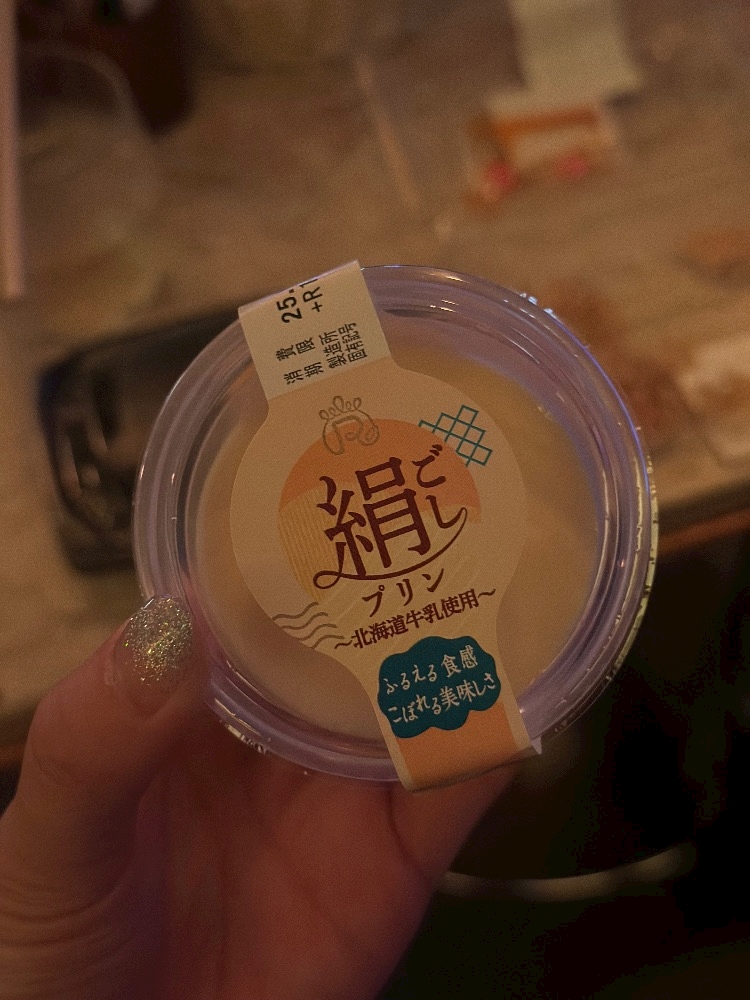 消費期限
製造所
固有記号
25.
+R
絹ごし
プリン
～北海道牛乳使用～
ふるえる食感
こぼれる美味しさ